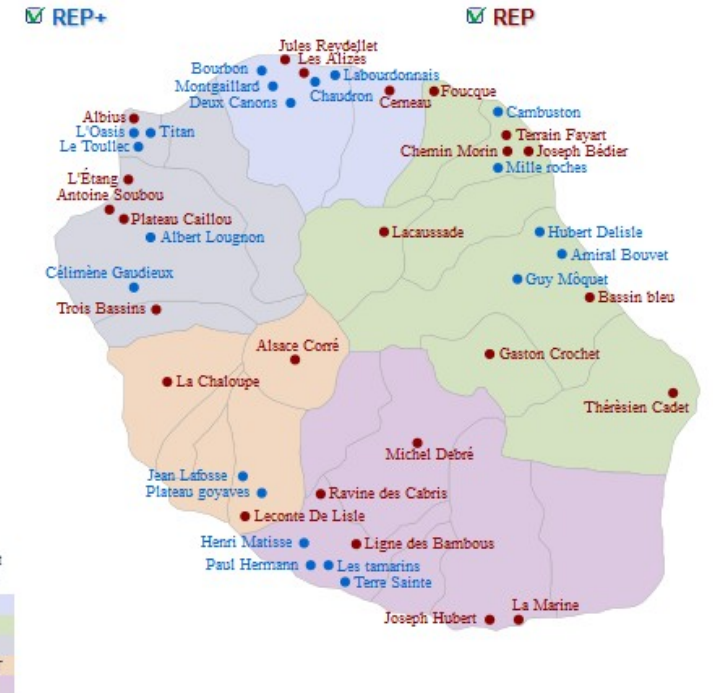 REP+
REP
Jules Reydellet
Les Alizés
Bourbon
Labourdonnais
Montgaillard
Chaudron
Deux Canons
Cerneau
Foucque
Albius
Cambuston
L'Oasis
Titan
Terrain Fayart
Le Toullec
Chemin Morin
Joseph Bédier
Mille roches
L'Étang
Antoine Soubou
Plateau Caillou
Lacaussade
Hubert Delisle
Albert Lougnon
Amiral Bouvet
Célimène Gaudieux
Guy Môquet
Bassin bleu
Trois Bassins
Alsace Corré
Gaston Crochet
La Chaloupe
Thérèsien Cadet
Michel Debré
Jean Lafosse
Plateau goyaves
Ravine des Cabris
Leconte De Lisle
Henri Matisse
Ligne des Bambous
Paul Hermann
Les tamarins
Terre Sainte
La Marine
Joseph Hubert